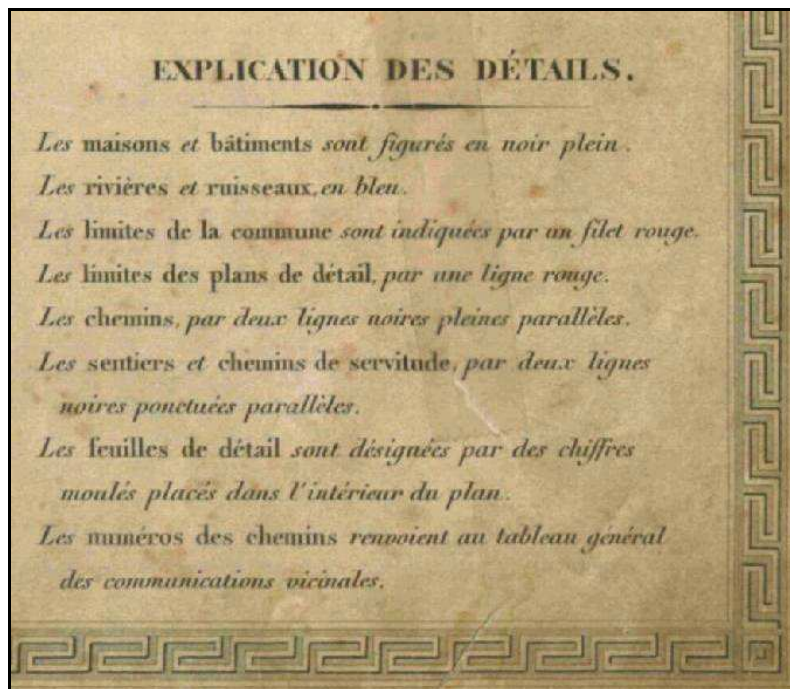 EXPLICATION DES DÉTAILS.
Les maisons et bâtiments sont figurés en noir plein.
Les rivières et ruisseaux, en bleu.
Les limites de la commune sont indiquées par un filet rouge.
Les limites des plans de détail, par une ligne rouge.
Les chemins, par deux lignes noires pleines parallèles.
Les sentiers et chemins de servitude, par deux lignes
noires ponctuées parallèles.
Les feuilles de détail sont désignées par des chiffres
moulés placés dans l'intérieur du plan.
Les numéros des chemins renvoient au tableau général
des communications vicinales.